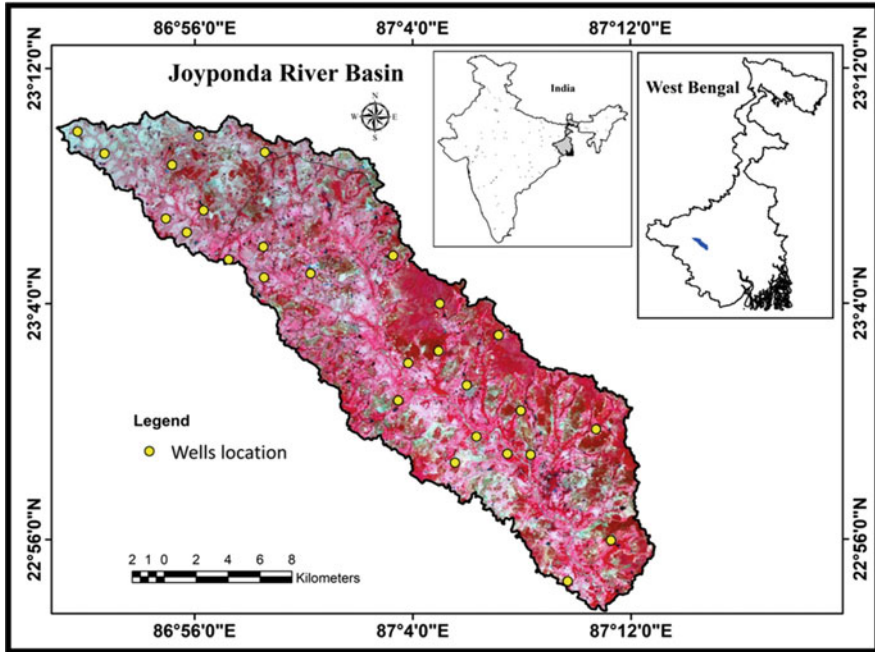 86°56'0"E 87°4'0"E 87°12'0"E
Joyponda River Basin
India
West Bengal
N
W E
S
23°12'0"N 23°12'0"N
23°4'0"N 23°4'0"N
Legend
Wells location
22°56'0"N 22°56'0"N
2 1 0 2 4 6 8
Kilometers
86°56'0"E 87°4'0"E 87°12'0"E